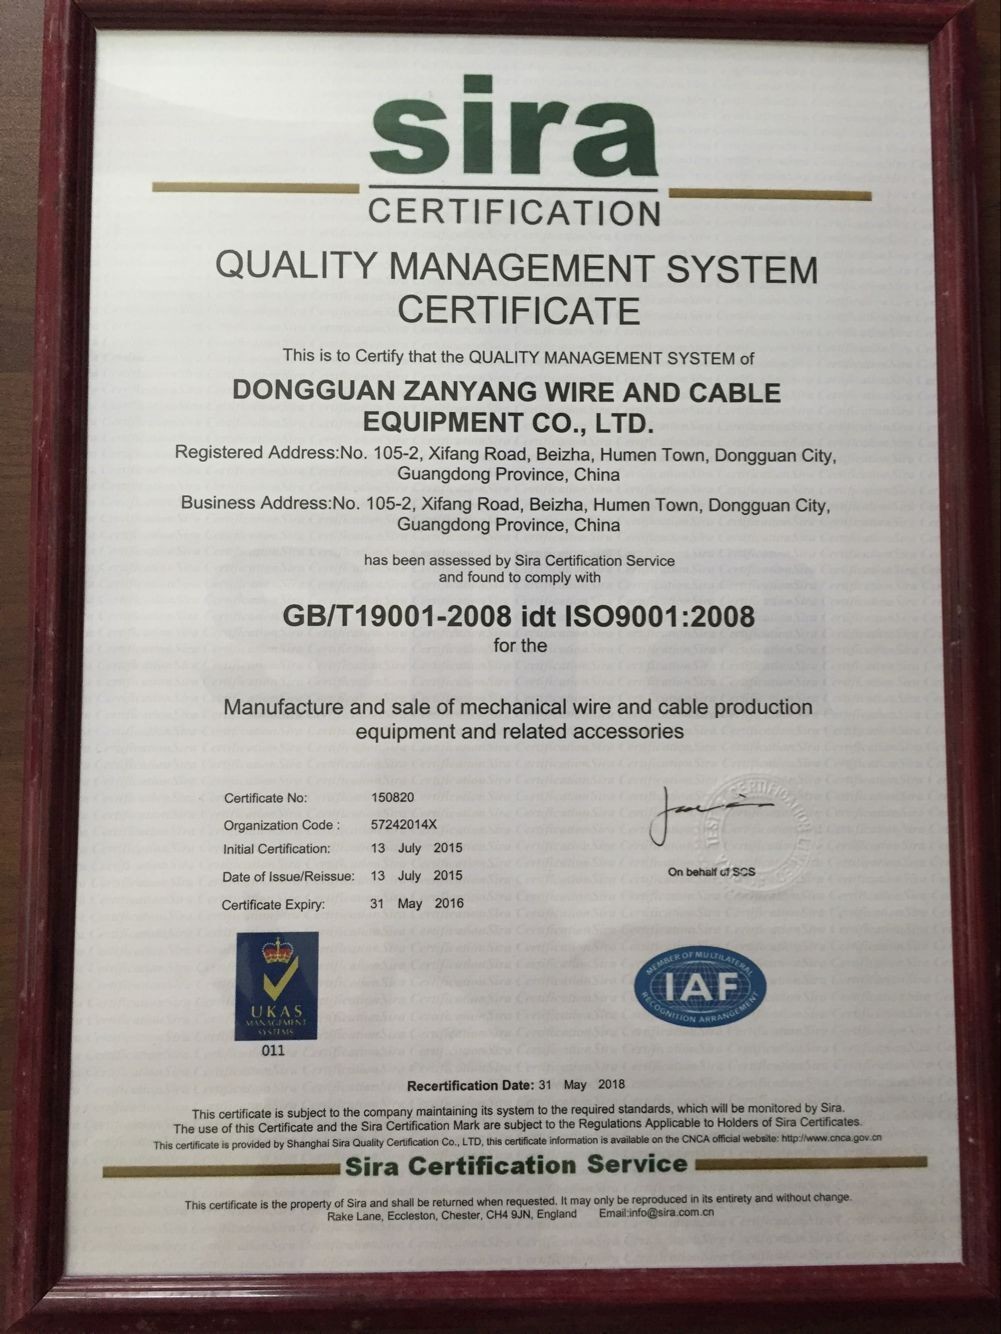 sira
CERTIFICATION
QUALITY MANAGEMENT SYSTEM
CERTIFICATE
This is to Certify that the QUALITY MANAGEMENT SYSTEM of
DONGGUAN ZANYANG WIRE AND CABLE
EQUIPMENT CO., LTD.
Registered Address:No. 105-2, Xifang Road, Beizha, Humen Town, Dongguan City,
Guangdong Province, China
Business Address:No. 105-2, Xifang Road, Beizha, Humen Town, Dongguan City,
Guangdong Province, China
has been assessed by Sira Certification Service
and found to comply with
GB/T19001-2008 idt ISO9001:2008
for the
Manufacture and sale of mechanical wire and cable production
equipment and related accessories
Certificate No: 150820
Organization Code : 57242014X
Initial Certification: 13 July 2015
Date of Issue/Reissue: 13 July 2015
Certificate Expiry: 31 May 2016
On behalf of SCS
UKAS
MANAGEMENT
SYSTEMS
011
MEMBER OF MULTILATERAL
IAF
RECOGNITION ARRANGEMENT
Recertification Date: 31 May 2018
This certificate is subject to the company maintaining its system to the required standards, which will be monitored by Sira.
The use of this Certificate and the Sira Certification Mark are subject to the Regulations Applicable to Holders of Sira Certificates.
This certificate is provided by Shanghai Sira Quality Certification Co., LTD, this certificate information is available on the CNCA official website: http://www.cnca.gov.cn
Sira Certification Service
This certificate is the property of Sira and shall be returned when requested. It may only be reproduced in its entirety and without change.
Rake Lane, Eccleston, Chester, CH4 9JN, England Email:info@sira.com.cn